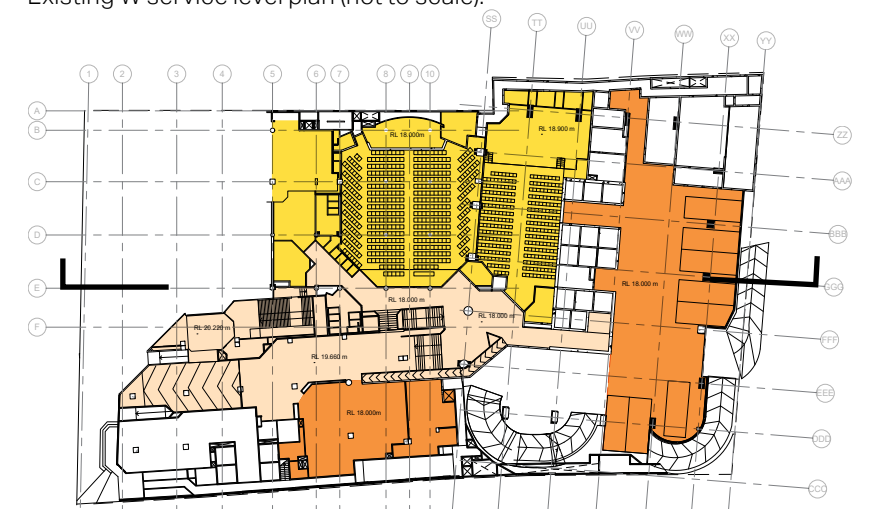 Existing W service level plan (not to scale).
SS
TT
UU
VV
WW
XX
YY
1
2
3
4
5
6
7
8
9
10
A
B
C
D
E
F
ZZ
AAA
BBB
GGG
FFF
EEE
DDD
CCC
RL 18.000m
RL 18.900 m
RL 18.000 m
RL 18.000 m
RL 18.000 m
RL 20.220 m
RL 19.660 m
RL 18.000m